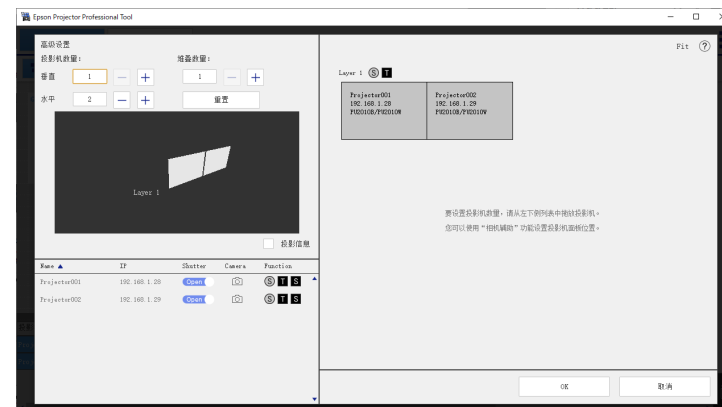 Epson Projector Professional Tool
高级设置
投影机数量:
堆叠数量:
垂直 1 1
水平 2 重置
Layer 1
投影信息
Name ▲ IP Shutter Camera Function
Projector001 192.168.1.28 Open S T S
Projector002 192.168.1.29 Open S T S
Fit ?
Layer 1 S T
Projector001
192.168.1.28
PU2010B/PU2010W
Projector002
192.168.1.29
PU2010B/PU2010W
要设置投影机数量,请从左下侧列表中拖放投影机。
您可以使用“相机辅助”功能设置投影机面板位置。
OK 取消